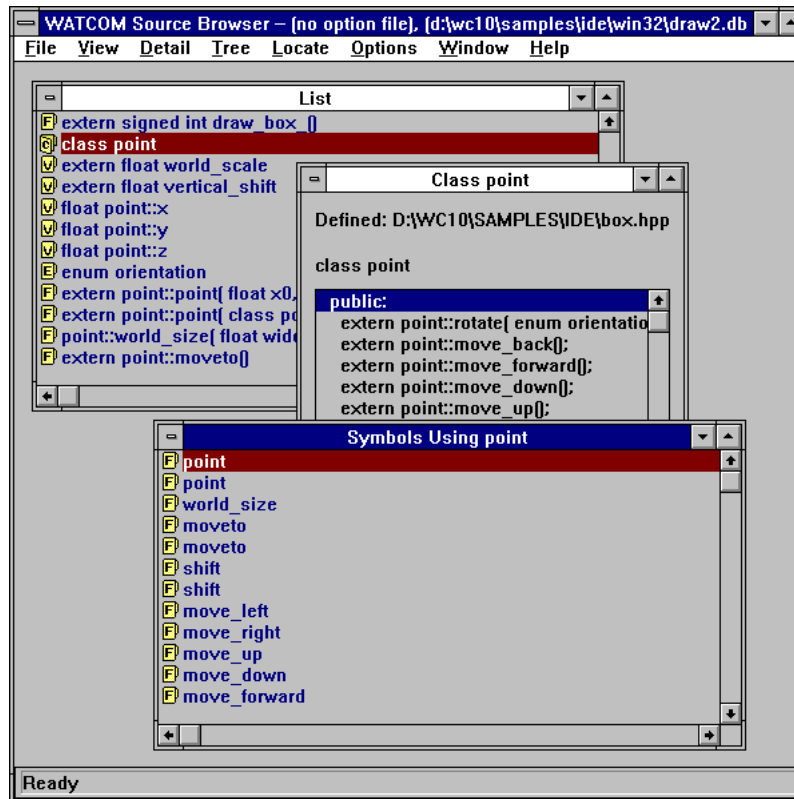 WATCOM Source Browser – (no option file), (d:\wc10\samples\ide\win32\draw2.db
File View Detail Tree Locate Options Window Help
List
F extern signed int draw_box_()
C class point
V extern float world_scale
V extern float vertical_shift
V float point::x
V float point::y
V float point::z
E enum orientation
F extern point::point( float x0,
F extern point::point( class po
F point::world_size( float wide
F extern point::moveto()
Class point
Defined: D:\WC10\SAMPLES\IDE\box.hpp
class point
public:
extern point::rotate( enum orientatio
extern point::move_back();
extern point::move_forward();
extern point::move_down();
extern point::move_up();
Symbols Using point
F point
F point
F world_size
F moveto
F moveto
F shift
F shift
F move_left
F move_right
F move_up
F move_down
F move_forward
Ready